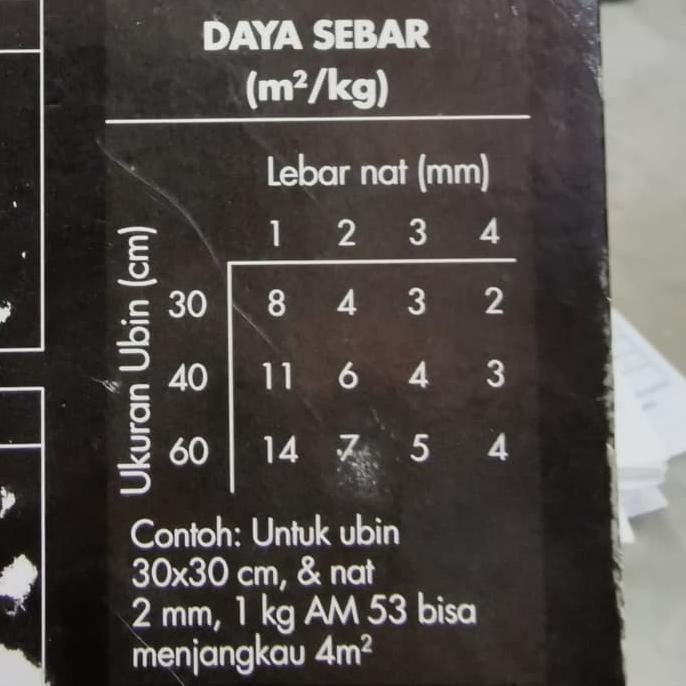 DAYA SEBAR
(m²/kg)
Lebar nat (mm)
1 2 3 4
Ukuran Ubin (cm)
30 8 4 3 2
40 11 6 4 3
60 14 7 5 4
Contoh: Untuk ubin
30x30 cm, & nat
2 mm, 1 kg AM 53 bisa
menjangkau 4m²